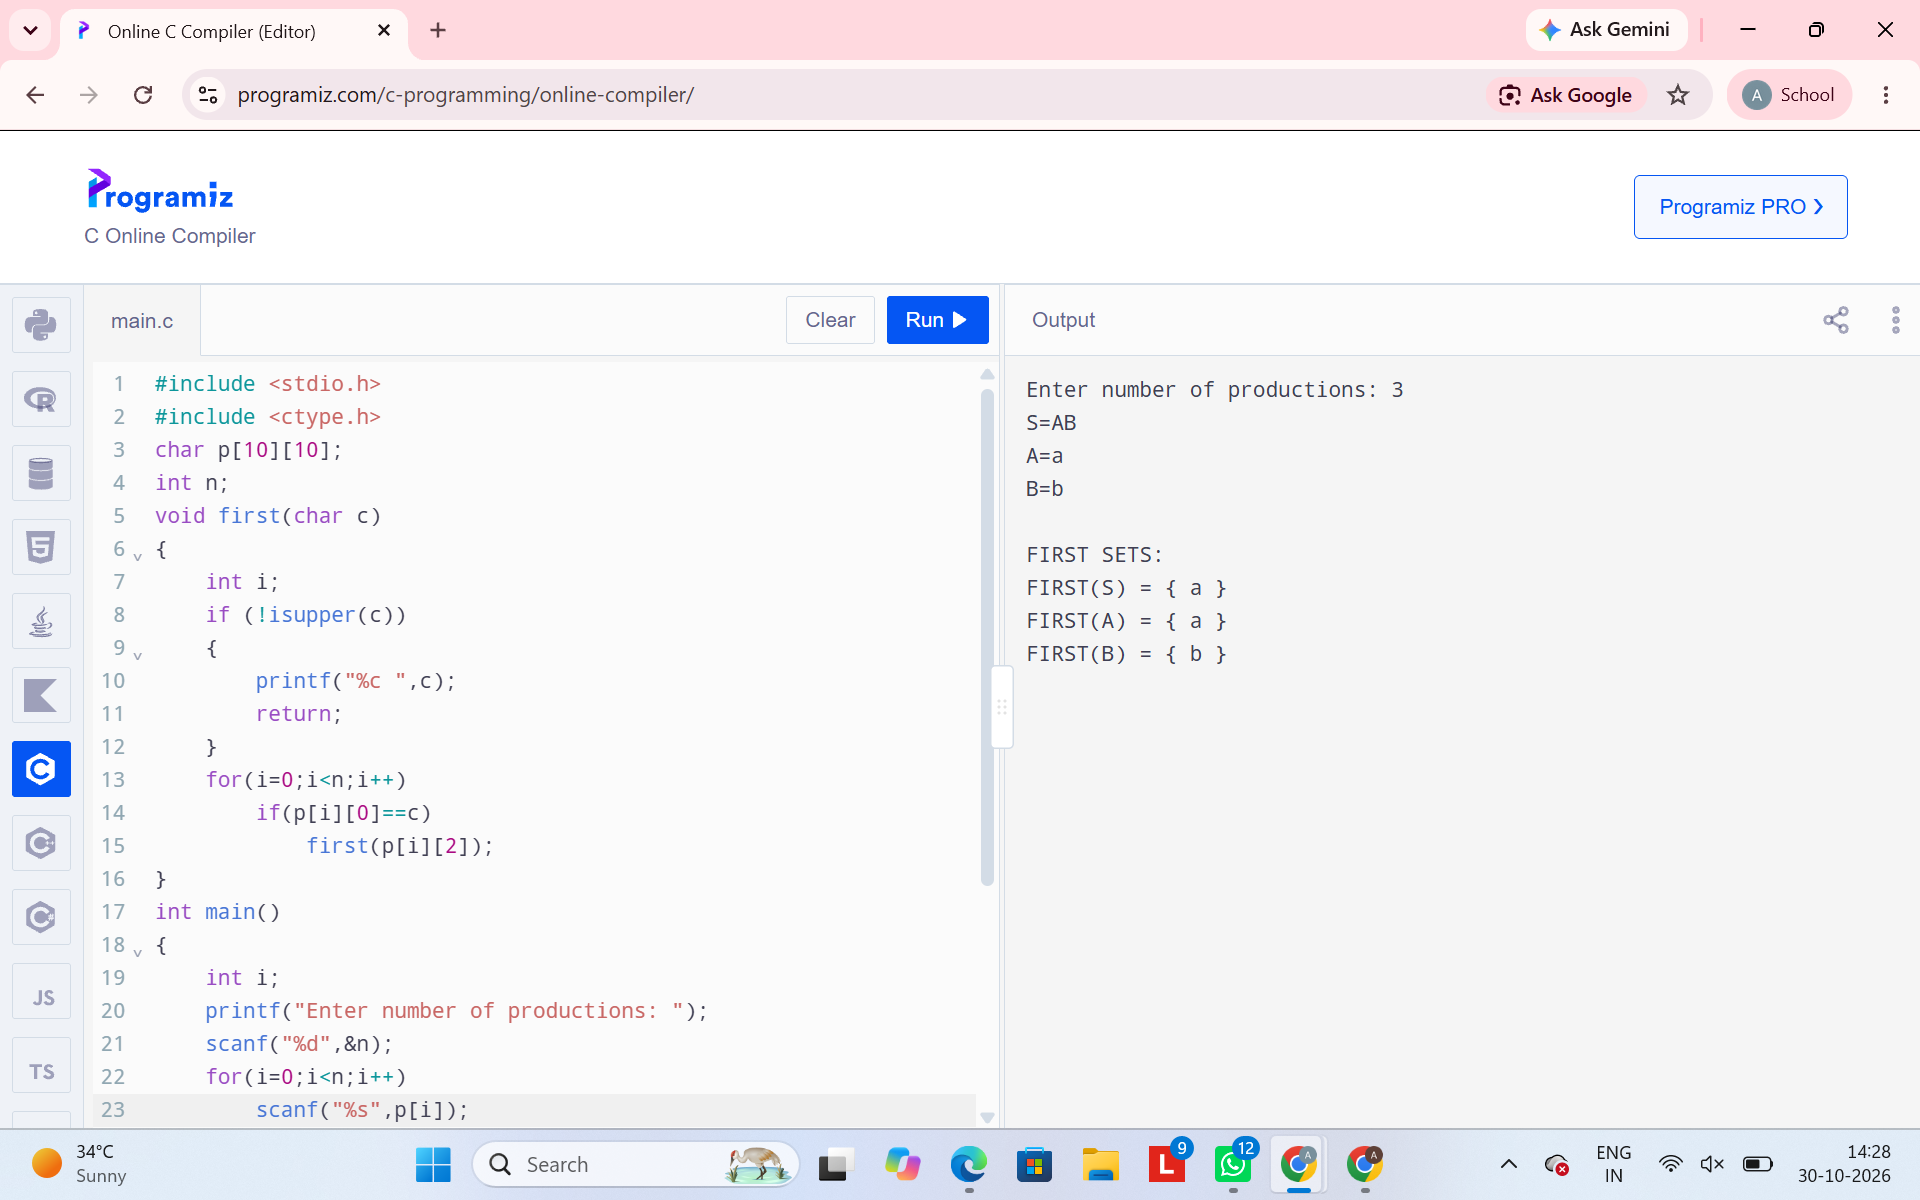 Online C Compiler (Editor)
Ask Gemini
programiz.com/c-programming/online-compiler/
Ask Google
A School
Programiz
C Online Compiler
Programiz PRO
main.c
Clear
Run
Output
1 #include <stdio.h>
2 #include <ctype.h>
3 char p[10][10];
4 int n;
5 void first(char c)
6 {
7 int i;
8 if (!isupper(c))
9 {
10 printf("%c ",c);
11 return;
12 }
13 for(i=0;i<n;i++)
14 if(p[i][0]==c)
15 first(p[i][2]);
16 }
17 int main()
18 {
19 int i;
20 printf("Enter number of productions: ");
21 scanf("%d",&n);
22 for(i=0;i<n;i++)
23 scanf("%s",p[i]);
Enter number of productions: 3
S=AB
A=a
B=b
FIRST SETS:
FIRST(S) = { a }
FIRST(A) = { a }
FIRST(B) = { b }
R
5
C
C
C#
JS
TS
34°C
Sunny
Search
L
9
12
A
A
ENG
IN
14:28
30-10-2026